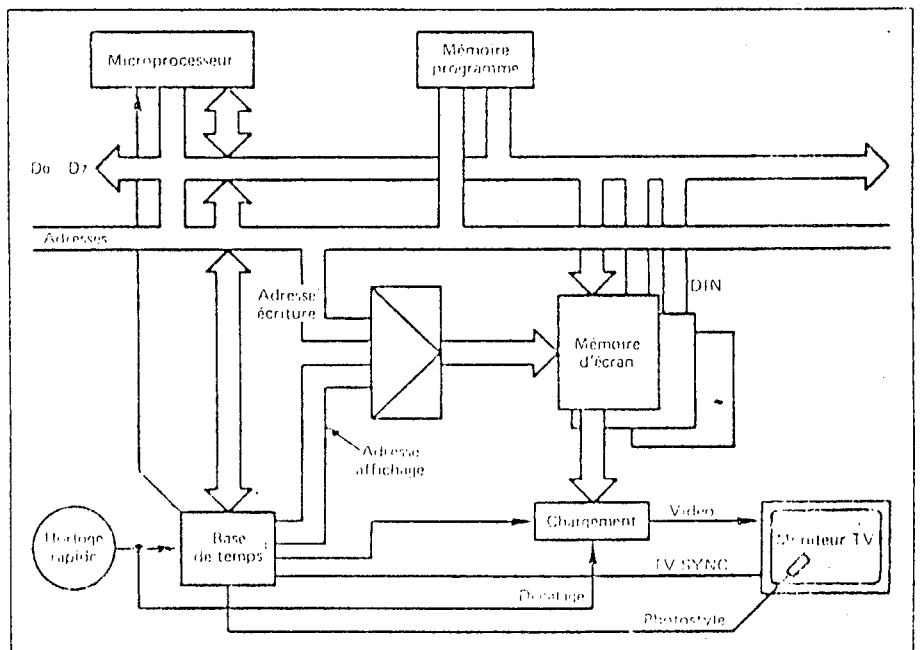 Microprocesseur
Mémoire
programme
D0 D7
Adresses
Adresse
écriture
DIN
Mémoire
d'écran
Adresse
affichage
Horloge
rapide
Base
de temps
Chargement
Vidéo
Moniteur TV
TV SYNC
Décalage
Photostyle